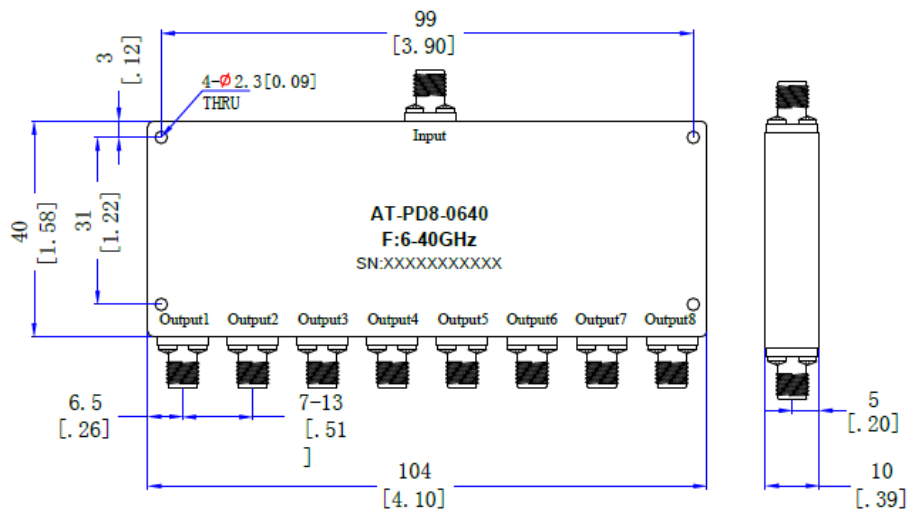 99
[3.90]
3
[.12]
4-Ø2.3[0.09]
THRU
Input
40
[1.58]
31
[1.22]
AT-PD8-0640
F:6-40GHz
SN:XXXXXXXXXXX
Output1 Output2 Output3 Output4 Output5 Output6 Output7 Output8
6.5
[.26]
7-13
[.51
]
5
[.20]
104
[4.10]
10
[.39]